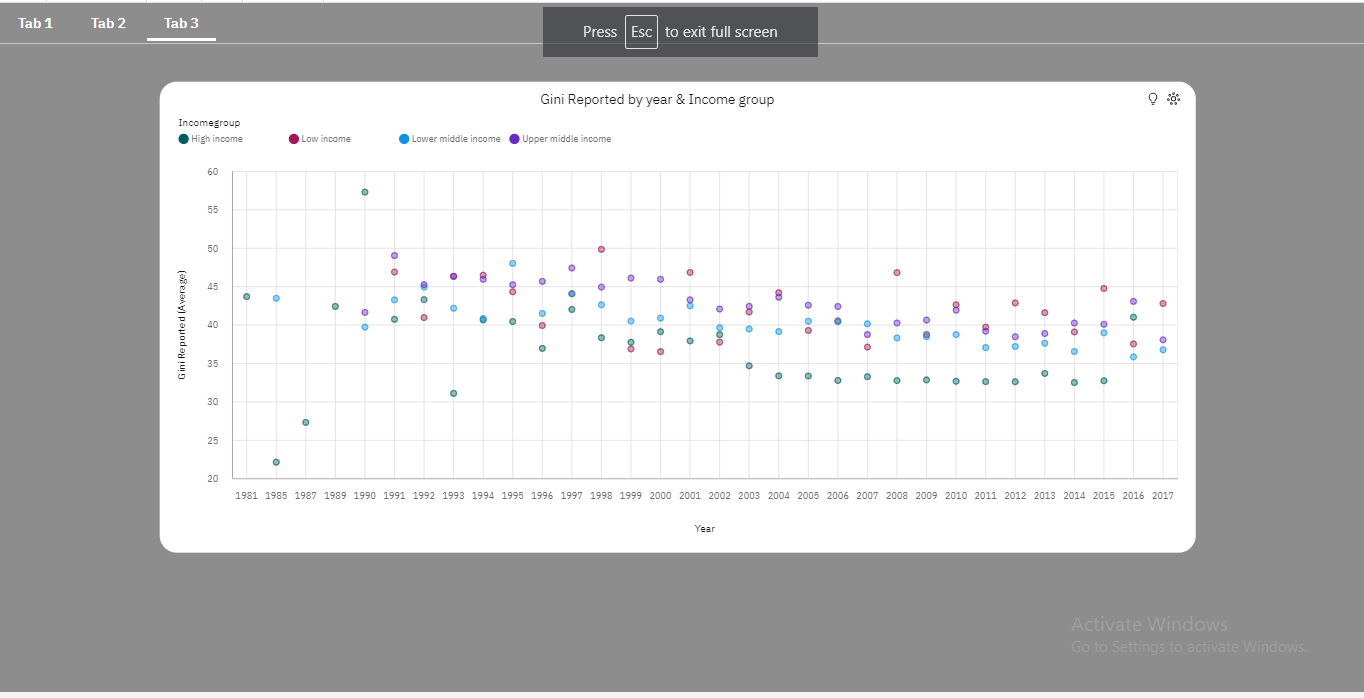 Tab 1 Tab 2 Tab 3
Press Esc to exit full screen
Gini Reported by year & Income group
Incomegroup
High income Low income Lower middle income Upper middle income
60
55
50
45
40
35
30
25
20
Gini Reported (Average)
1981 1985 1987 1989 1990 1991 1992 1993 1994 1995 1996 1997 1998 1999 2000 2001 2002 2003 2004 2005 2006 2007 2008 2009 2010 2011 2012 2013 2014 2015 2016 2017
Year
Activate Windows
Go to Settings to activate Windows.